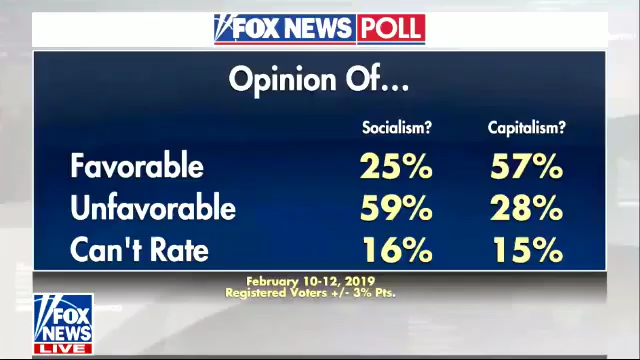 FOX NEWS POLL
Opinion Of...
Socialism? Capitalism?
Favorable 25% 57%
Unfavorable 59% 28%
Can't Rate 16% 15%
February 10-12, 2019
Registered Voters +/- 3% Pts.
FOX
NEWS
LIVE